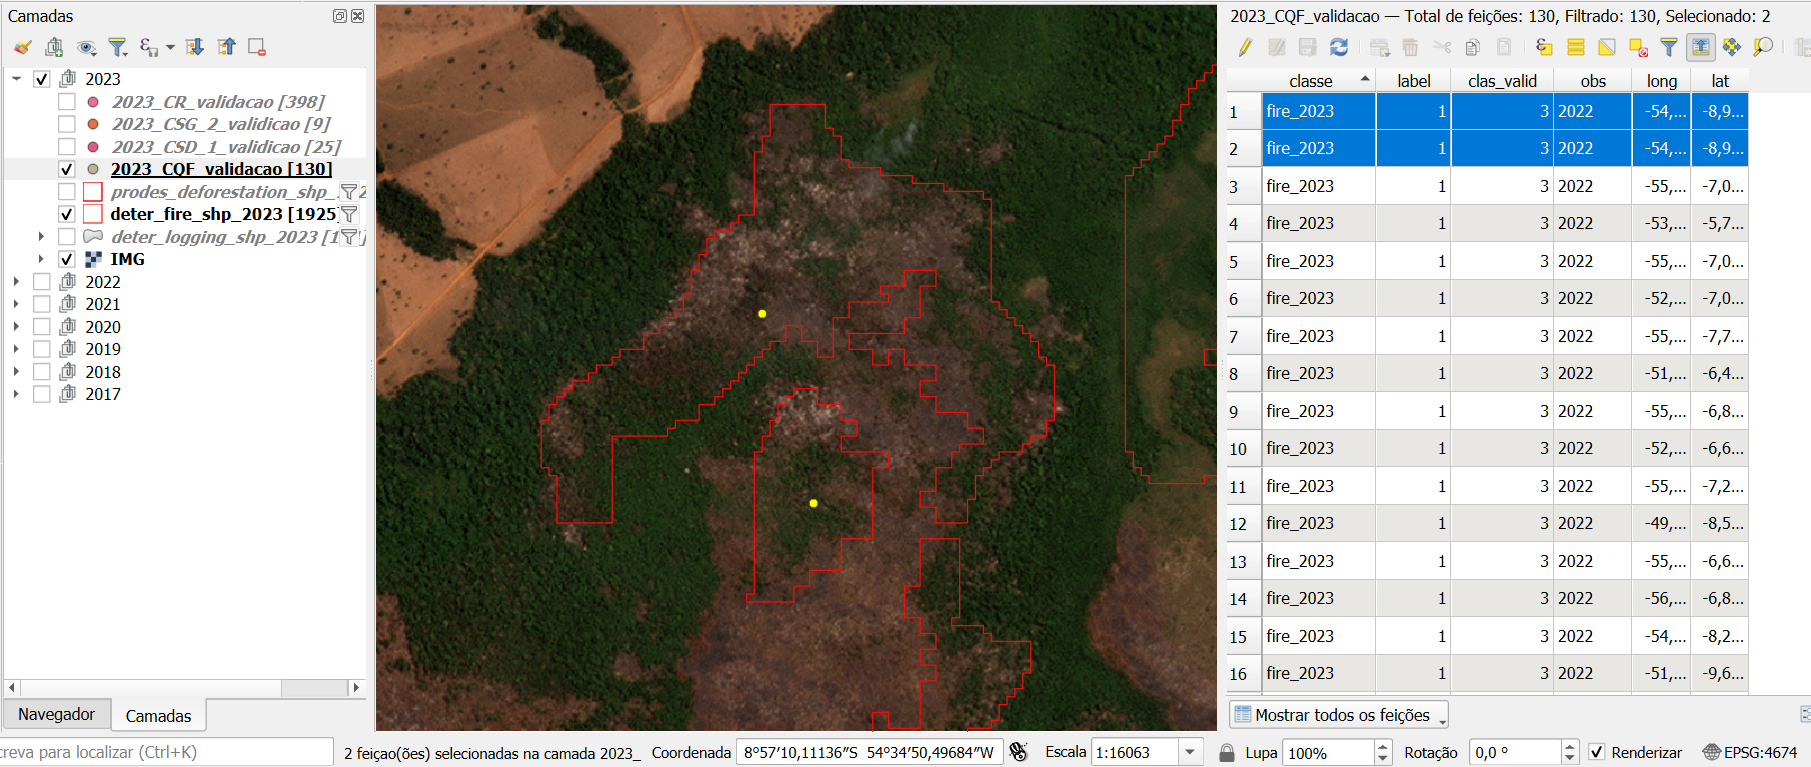 Camadas
2023
2023_CR_validacao [398]
2023_CSG_2_validicao [9]
2023_CSD_1_validicao [25]
2023_CQF_validacao [130]
prodes_deforestation_shp_
deter_fire_shp_2023 [1925]
deter_logging_shp_2023 [
IMG
2022
2021
2020
2019
2018
2017
Navegador
Camadas
creva para localizar (Ctrl+K)
2023_CQF_validacao — Total de feições: 130, Filtrado: 130, Selecionado: 2
classe label clas_valid obs long lat
1 fire_2023 1 3 2022 -54,... -8,9...
2 fire_2023 1 3 2022 -54,... -8,9...
3 fire_2023 1 3 2022 -55,... -7,0...
4 fire_2023 1 3 2022 -53,... -5,7...
5 fire_2023 1 3 2022 -55,... -7,0...
6 fire_2023 1 3 2022 -52,... -7,0...
7 fire_2023 1 3 2022 -55,... -7,7...
8 fire_2023 1 3 2022 -51,... -6,4...
9 fire_2023 1 3 2022 -55,... -6,8...
10 fire_2023 1 3 2022 -52,... -6,6...
11 fire_2023 1 3 2022 -55,... -7,2...
12 fire_2023 1 3 2022 -49,... -8,5...
13 fire_2023 1 3 2022 -55,... -6,6...
14 fire_2023 1 3 2022 -56,... -6,8...
15 fire_2023 1 3 2022 -54,... -8,2...
16 fire_2023 1 3 2022 -51,... -9,6...
Mostrar todos os feições
2 feiçao(ões) selecionadas na camada 2023_ Coordenada 8°57′10,11136″S 54°34′50,49684″W Escala 1:16063 Lupa 100% Rotação 0,0 ° Renderizar EPSG:4674